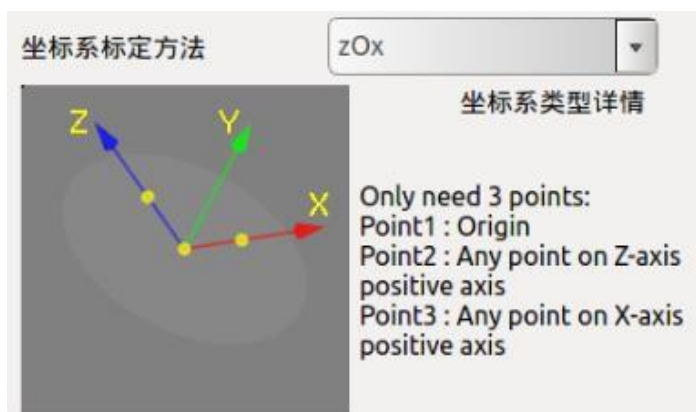 坐标系标定方法
zOx
坐标系类型详情
Z
Y
X
Only need 3 points:
Point1 : Origin
Point2 : Any point on Z-axis
positive axis
Point3 : Any point on X-axis
positive axis